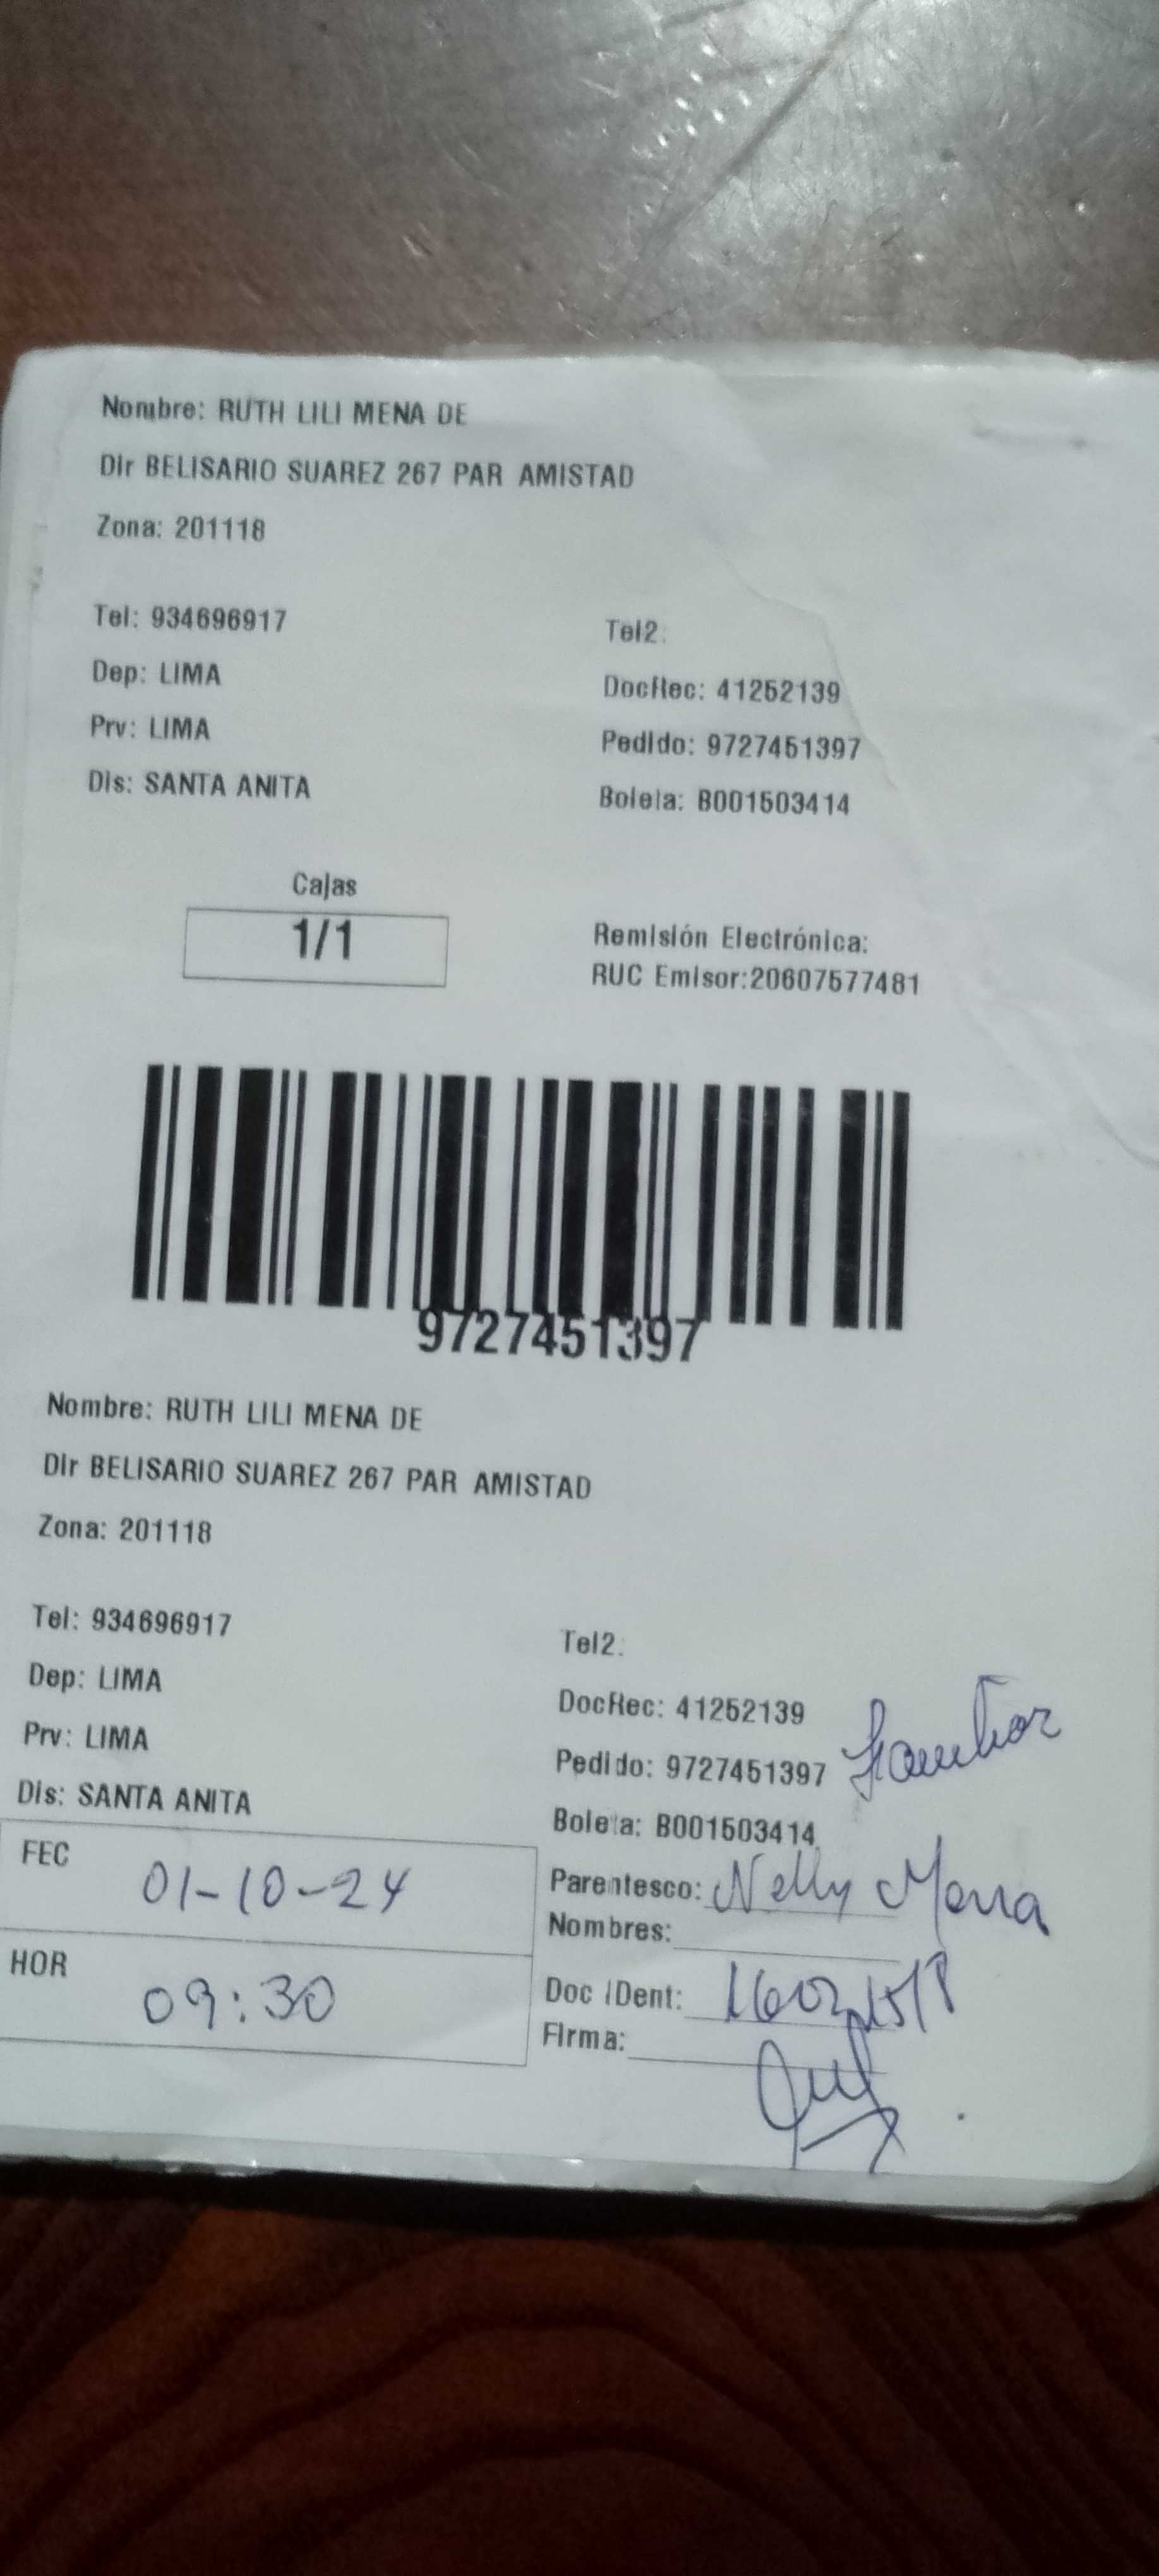 Nombre: RUTH LILI MENA DE
Dir BELISARIO SUAREZ 267 PAR AMISTAD
Zona: 201118
Tel: 934696917
Tel2:
Dep: LIMA
DocRec: 41252139
Prv: LIMA
Pedido: 9727451397
Dis: SANTA ANITA
Boleta: B001503414
Cajas
1/1
Remisión Electrónica:
RUC Emisor:20607577481
9727451397
Nombre: RUTH LILI MENA DE
Dir BELISARIO SUAREZ 267 PAR AMISTAD
Zona: 201118
Tel: 934696917
Tel2:
Dep: LIMA
DocRec: 41252139
Prv: LIMA
Pedido: 9727451397
Dis: SANTA ANITA
Boleta: B001503414
FEC 01-10-24
Parentesco: Nelly Mena
Nombres:
HOR 09:30
Doc IDent:
Firma: